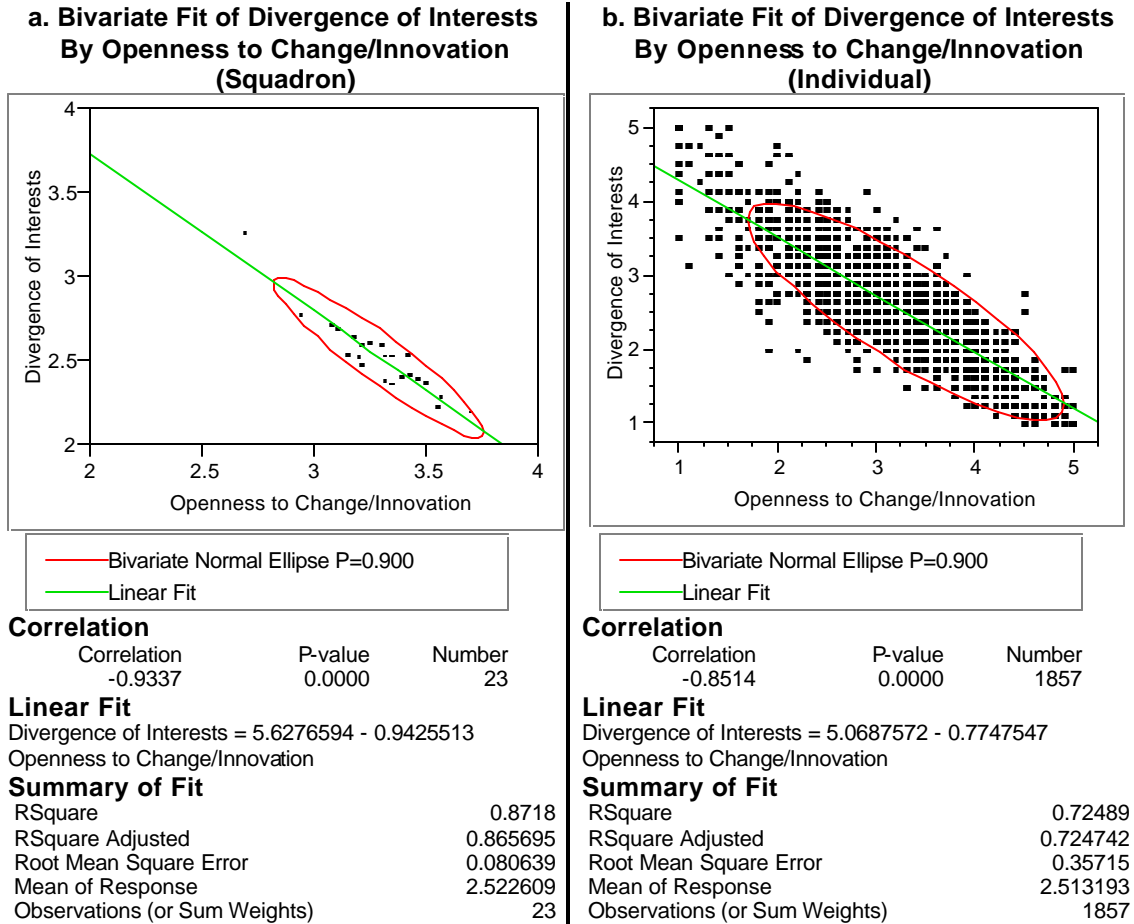 a. Bivariate Fit of Divergence of Interests
By Openness to Change/Innovation
(Squadron)
4
3.5
3
2.5
2
Divergence of Interests
2
2.5
3
3.5
4
Openness to Change/Innovation
Bivariate Normal Ellipse P=0.900
Linear Fit
Correlation
Correlation P-value Number
-0.9337 0.0000 23
Linear Fit
Divergence of Interests = 5.6276594 - 0.9425513
Openness to Change/Innovation
Summary of Fit
RSquare 0.8718
RSquare Adjusted 0.865695
Root Mean Square Error 0.080639
Mean of Response 2.522609
Observations (or Sum Weights) 23
b. Bivariate Fit of Divergence of Interests
By Openness to Change/Innovation
(Individual)
5
4
3
2
1
Divergence of Interests
1
2
3
4
5
Openness to Change/Innovation
Bivariate Normal Ellipse P=0.900
Linear Fit
Correlation
Correlation P-value Number
-0.8514 0.0000 1857
Linear Fit
Divergence of Interests = 5.0687572 - 0.7747547
Openness to Change/Innovation
Summary of Fit
RSquare 0.72489
RSquare Adjusted 0.724742
Root Mean Square Error 0.35715
Mean of Response 2.513193
Observations (or Sum Weights) 1857